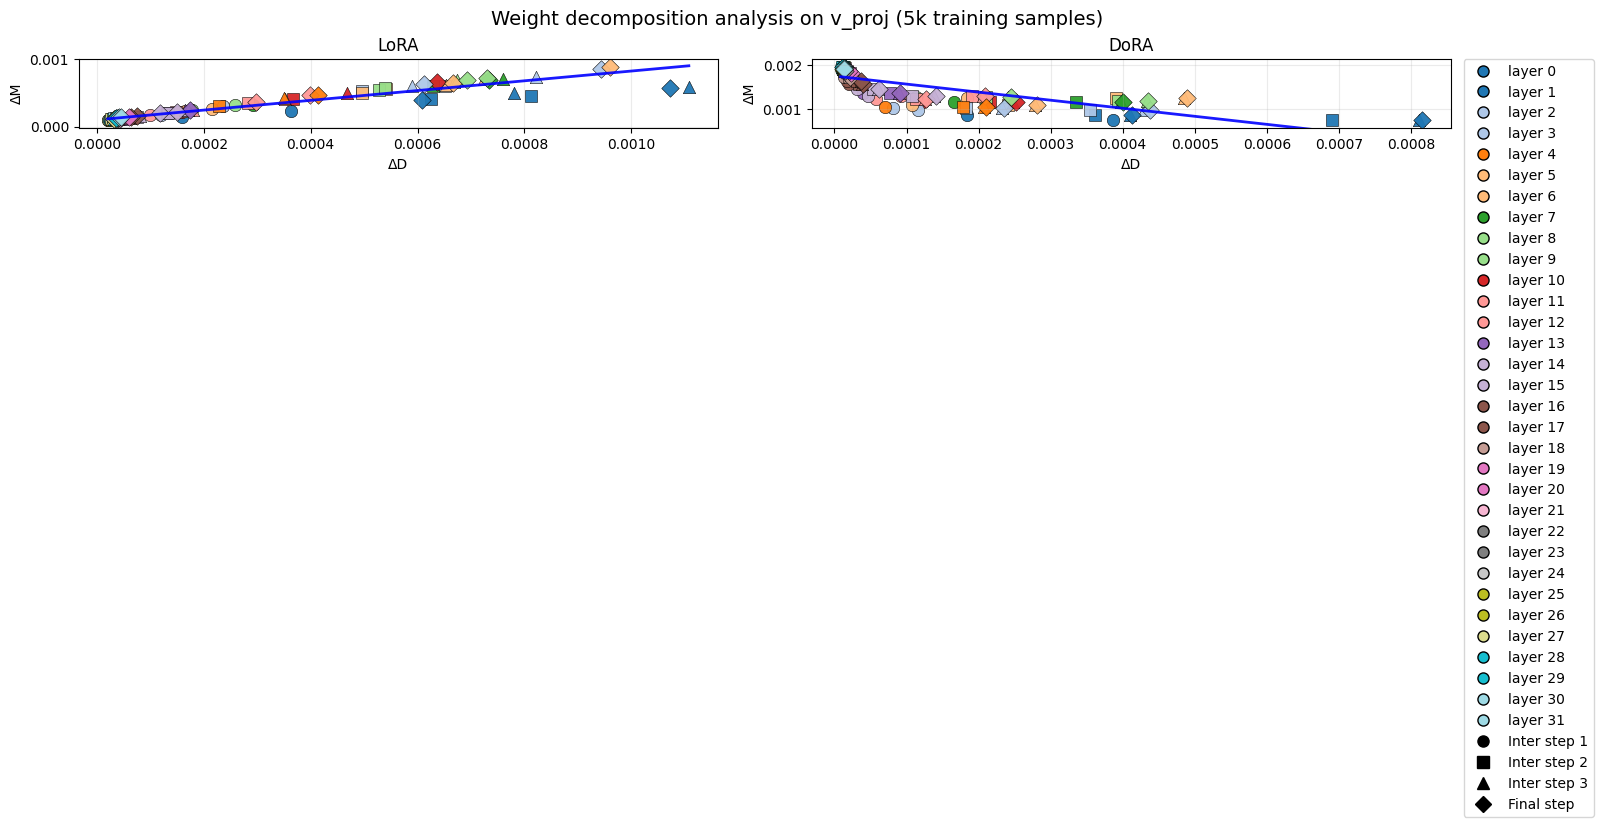 Weight decomposition analysis on v_proj (5k training samples)
LoRA
ΔM
0.001
0.000
0.0000 0.0002 0.0004 0.0006 0.0008 0.0010
ΔD
DoRA
ΔM
0.002
0.001
0.0000 0.0001 0.0002 0.0003 0.0004 0.0005 0.0006 0.0007 0.0008
ΔD
layer 0
layer 1
layer 2
layer 3
layer 4
layer 5
layer 6
layer 7
layer 8
layer 9
layer 10
layer 11
layer 12
layer 13
layer 14
layer 15
layer 16
layer 17
layer 18
layer 19
layer 20
layer 21
layer 22
layer 23
layer 24
layer 25
layer 26
layer 27
layer 28
layer 29
layer 30
layer 31
Inter step 1
Inter step 2
Inter step 3
Final step